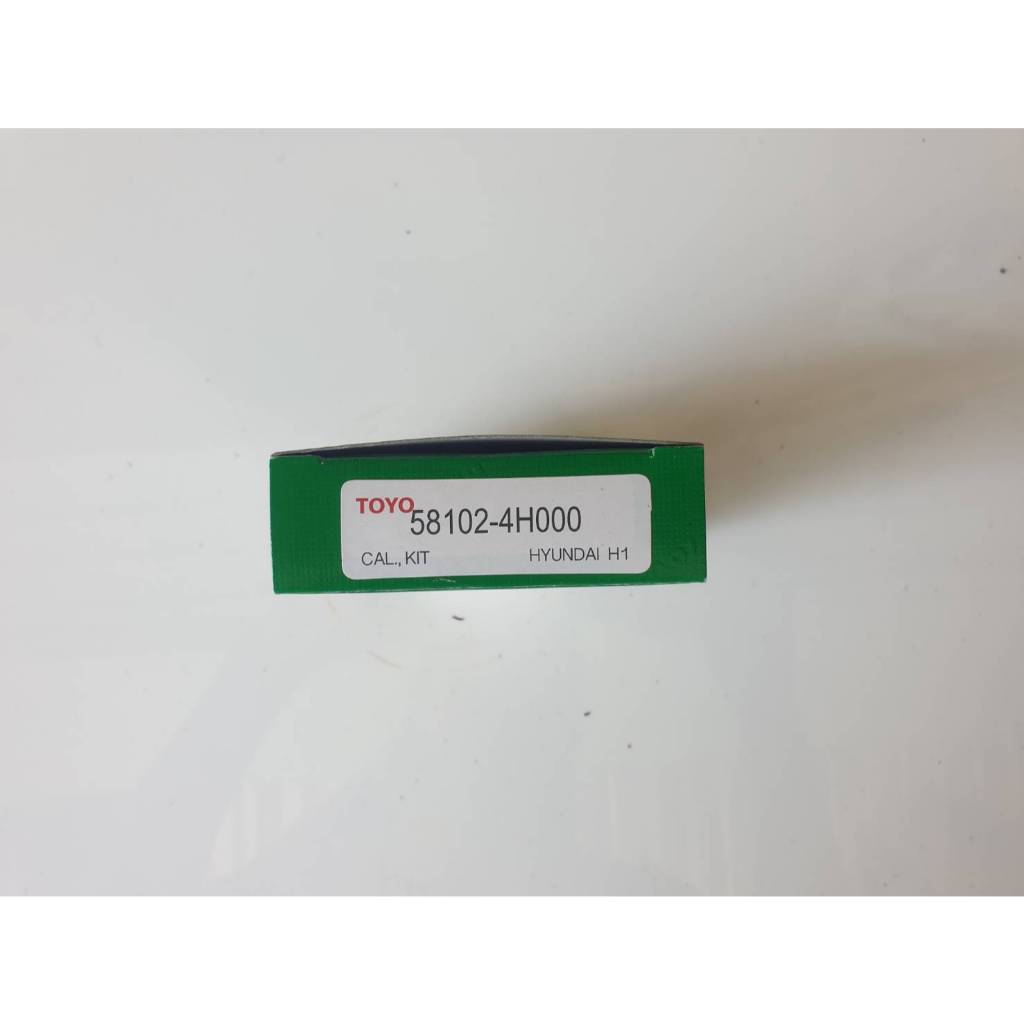 TOYO 58102-4H000
CAL., KIT HYUNDAI H1